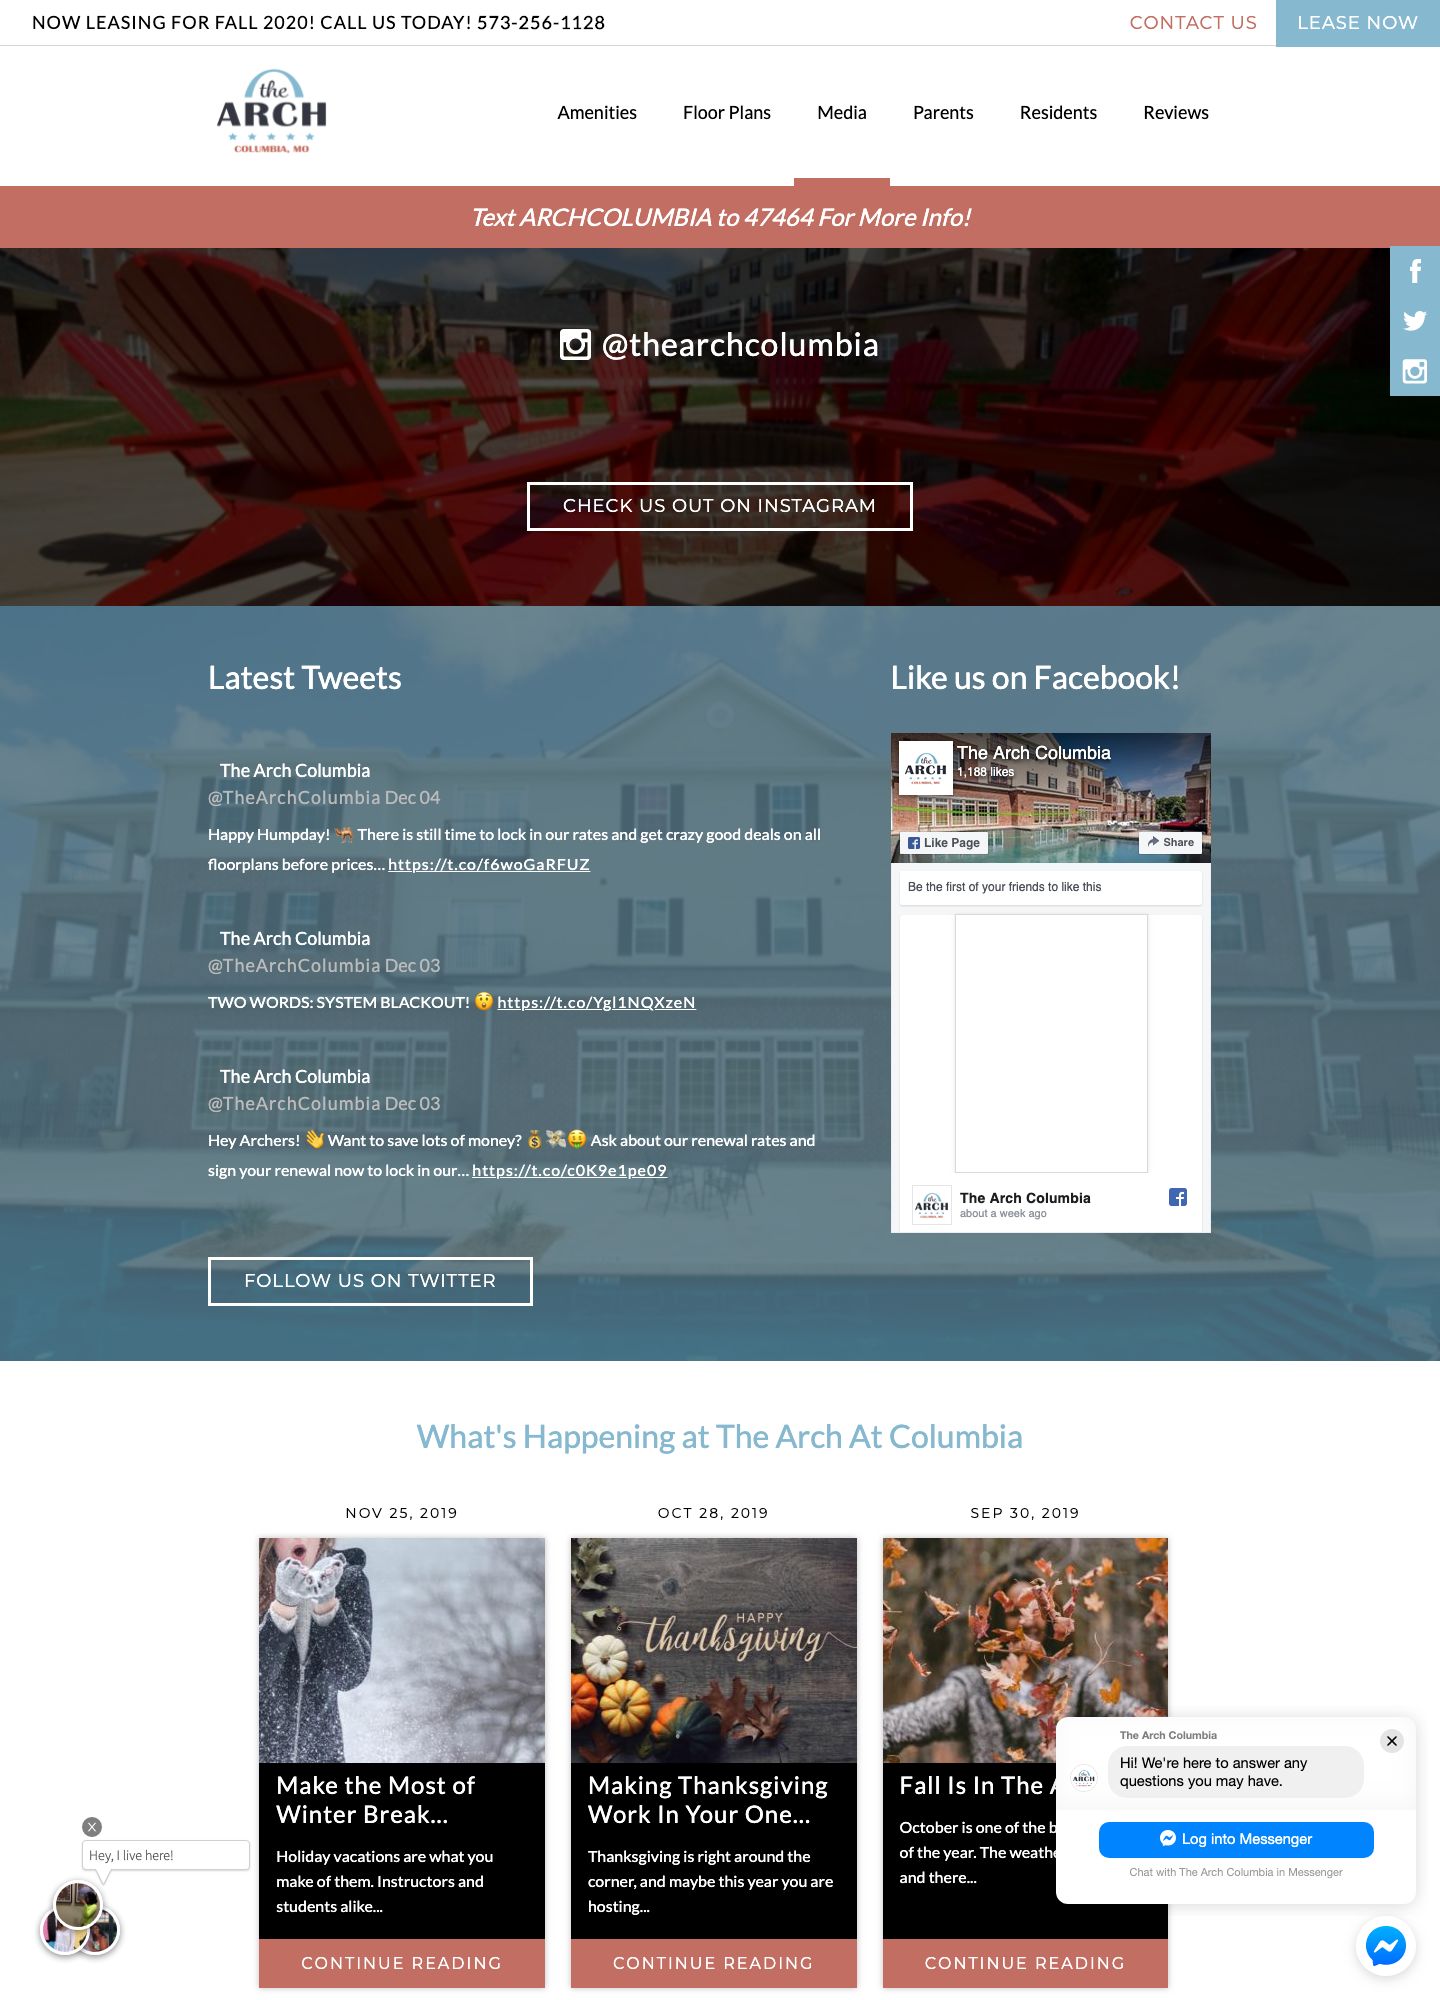 NOW LEASING FOR FALL 2020! CALL US TODAY! 573-256-1128
CONTACT US
LEASE NOW
the
ARCH
COLUMBIA, MO
Amenities
Floor Plans
Media
Parents
Residents
Reviews
Text ARCHCOLUMBIA to 47464 For More Info!
@thearchcolumbia
CHECK US OUT ON INSTAGRAM
Latest Tweets
The Arch Columbia
@TheArchColumbia Dec 04
Happy Humpday! 🐫 There is still time to lock in our rates and get crazy good deals on all
floorplans before prices… https://t.co/f6woGaRFUZ
The Arch Columbia
@TheArchColumbia Dec 03
TWO WORDS: SYSTEM BLACKOUT! 😲 https://t.co/Ygl1NQXzeN
The Arch Columbia
@TheArchColumbia Dec 03
Hey Archers! 👋 Want to save lots of money? 💰💸🤑 Ask about our renewal rates and
sign your renewal now to lock in our… https://t.co/c0K9e1pe09
FOLLOW US ON TWITTER
Like us on Facebook!
the
ARCH
COLUMBIA, MO
The Arch Columbia
1,188 likes
Like Page
Share
Be the first of your friends to like this
the
ARCH
The Arch Columbia
about a week ago
What's Happening at The Arch At Columbia
NOV 25, 2019
Make the Most of
Winter Break...
Holiday vacations are what you
make of them. Instructors and
students alike...
CONTINUE READING
OCT 28, 2019
HAPPY
thanksgiving
Making Thanksgiving
Work In Your One...
Thanksgiving is right around the
corner, and maybe this year you are
hosting...
CONTINUE READING
SEP 30, 2019
Fall Is In The
October is one of the
of the year. The
and there...
CONTINUE READING
X
Hey, I live here!
The Arch Columbia
ARCH
Hi! We're here to answer any
questions you may have.
Log into Messenger
Chat with The Arch Columbia in Messenger